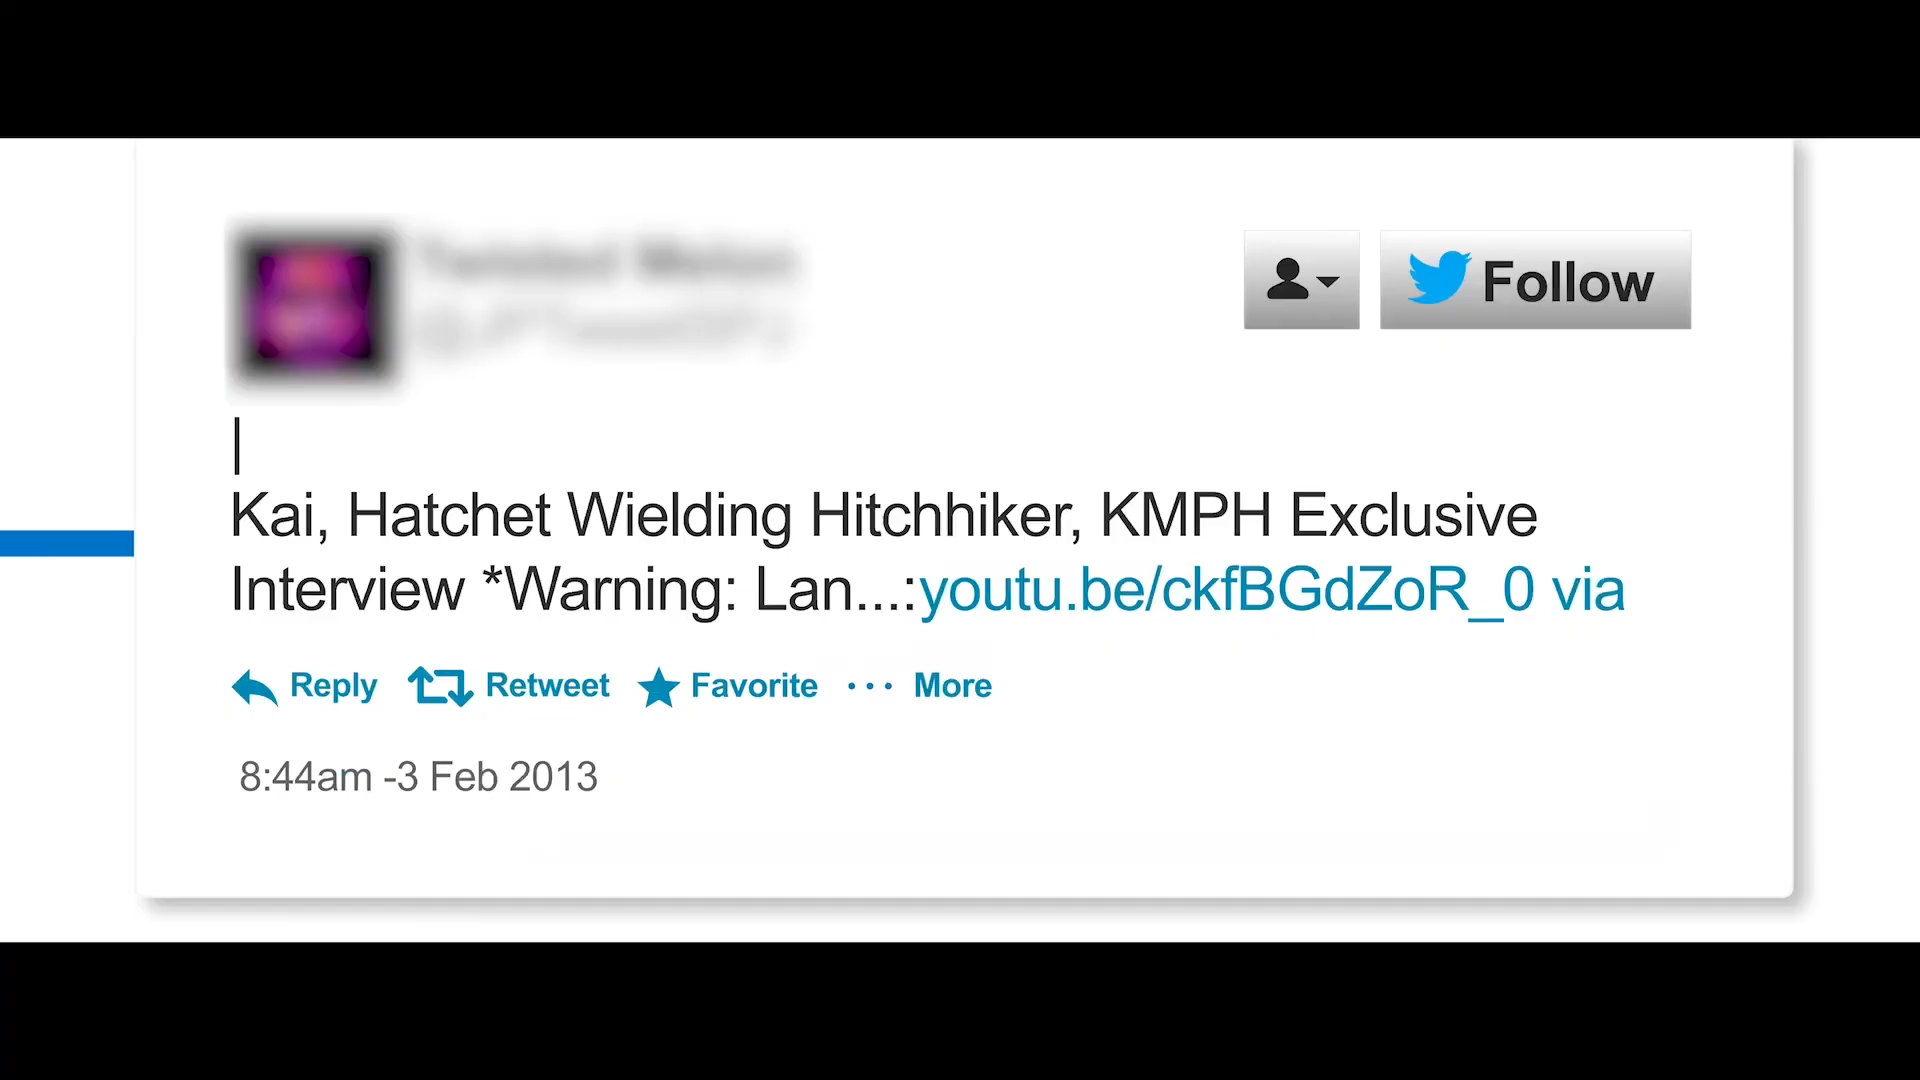 Follow
Kai, Hatchet Wielding Hitchhiker, KMPH Exclusive
Interview *Warning: Lan...:youtu.be/ckfBGdZoR_0 via
Reply Retweet Favorite ... More
8:44am -3 Feb 2013